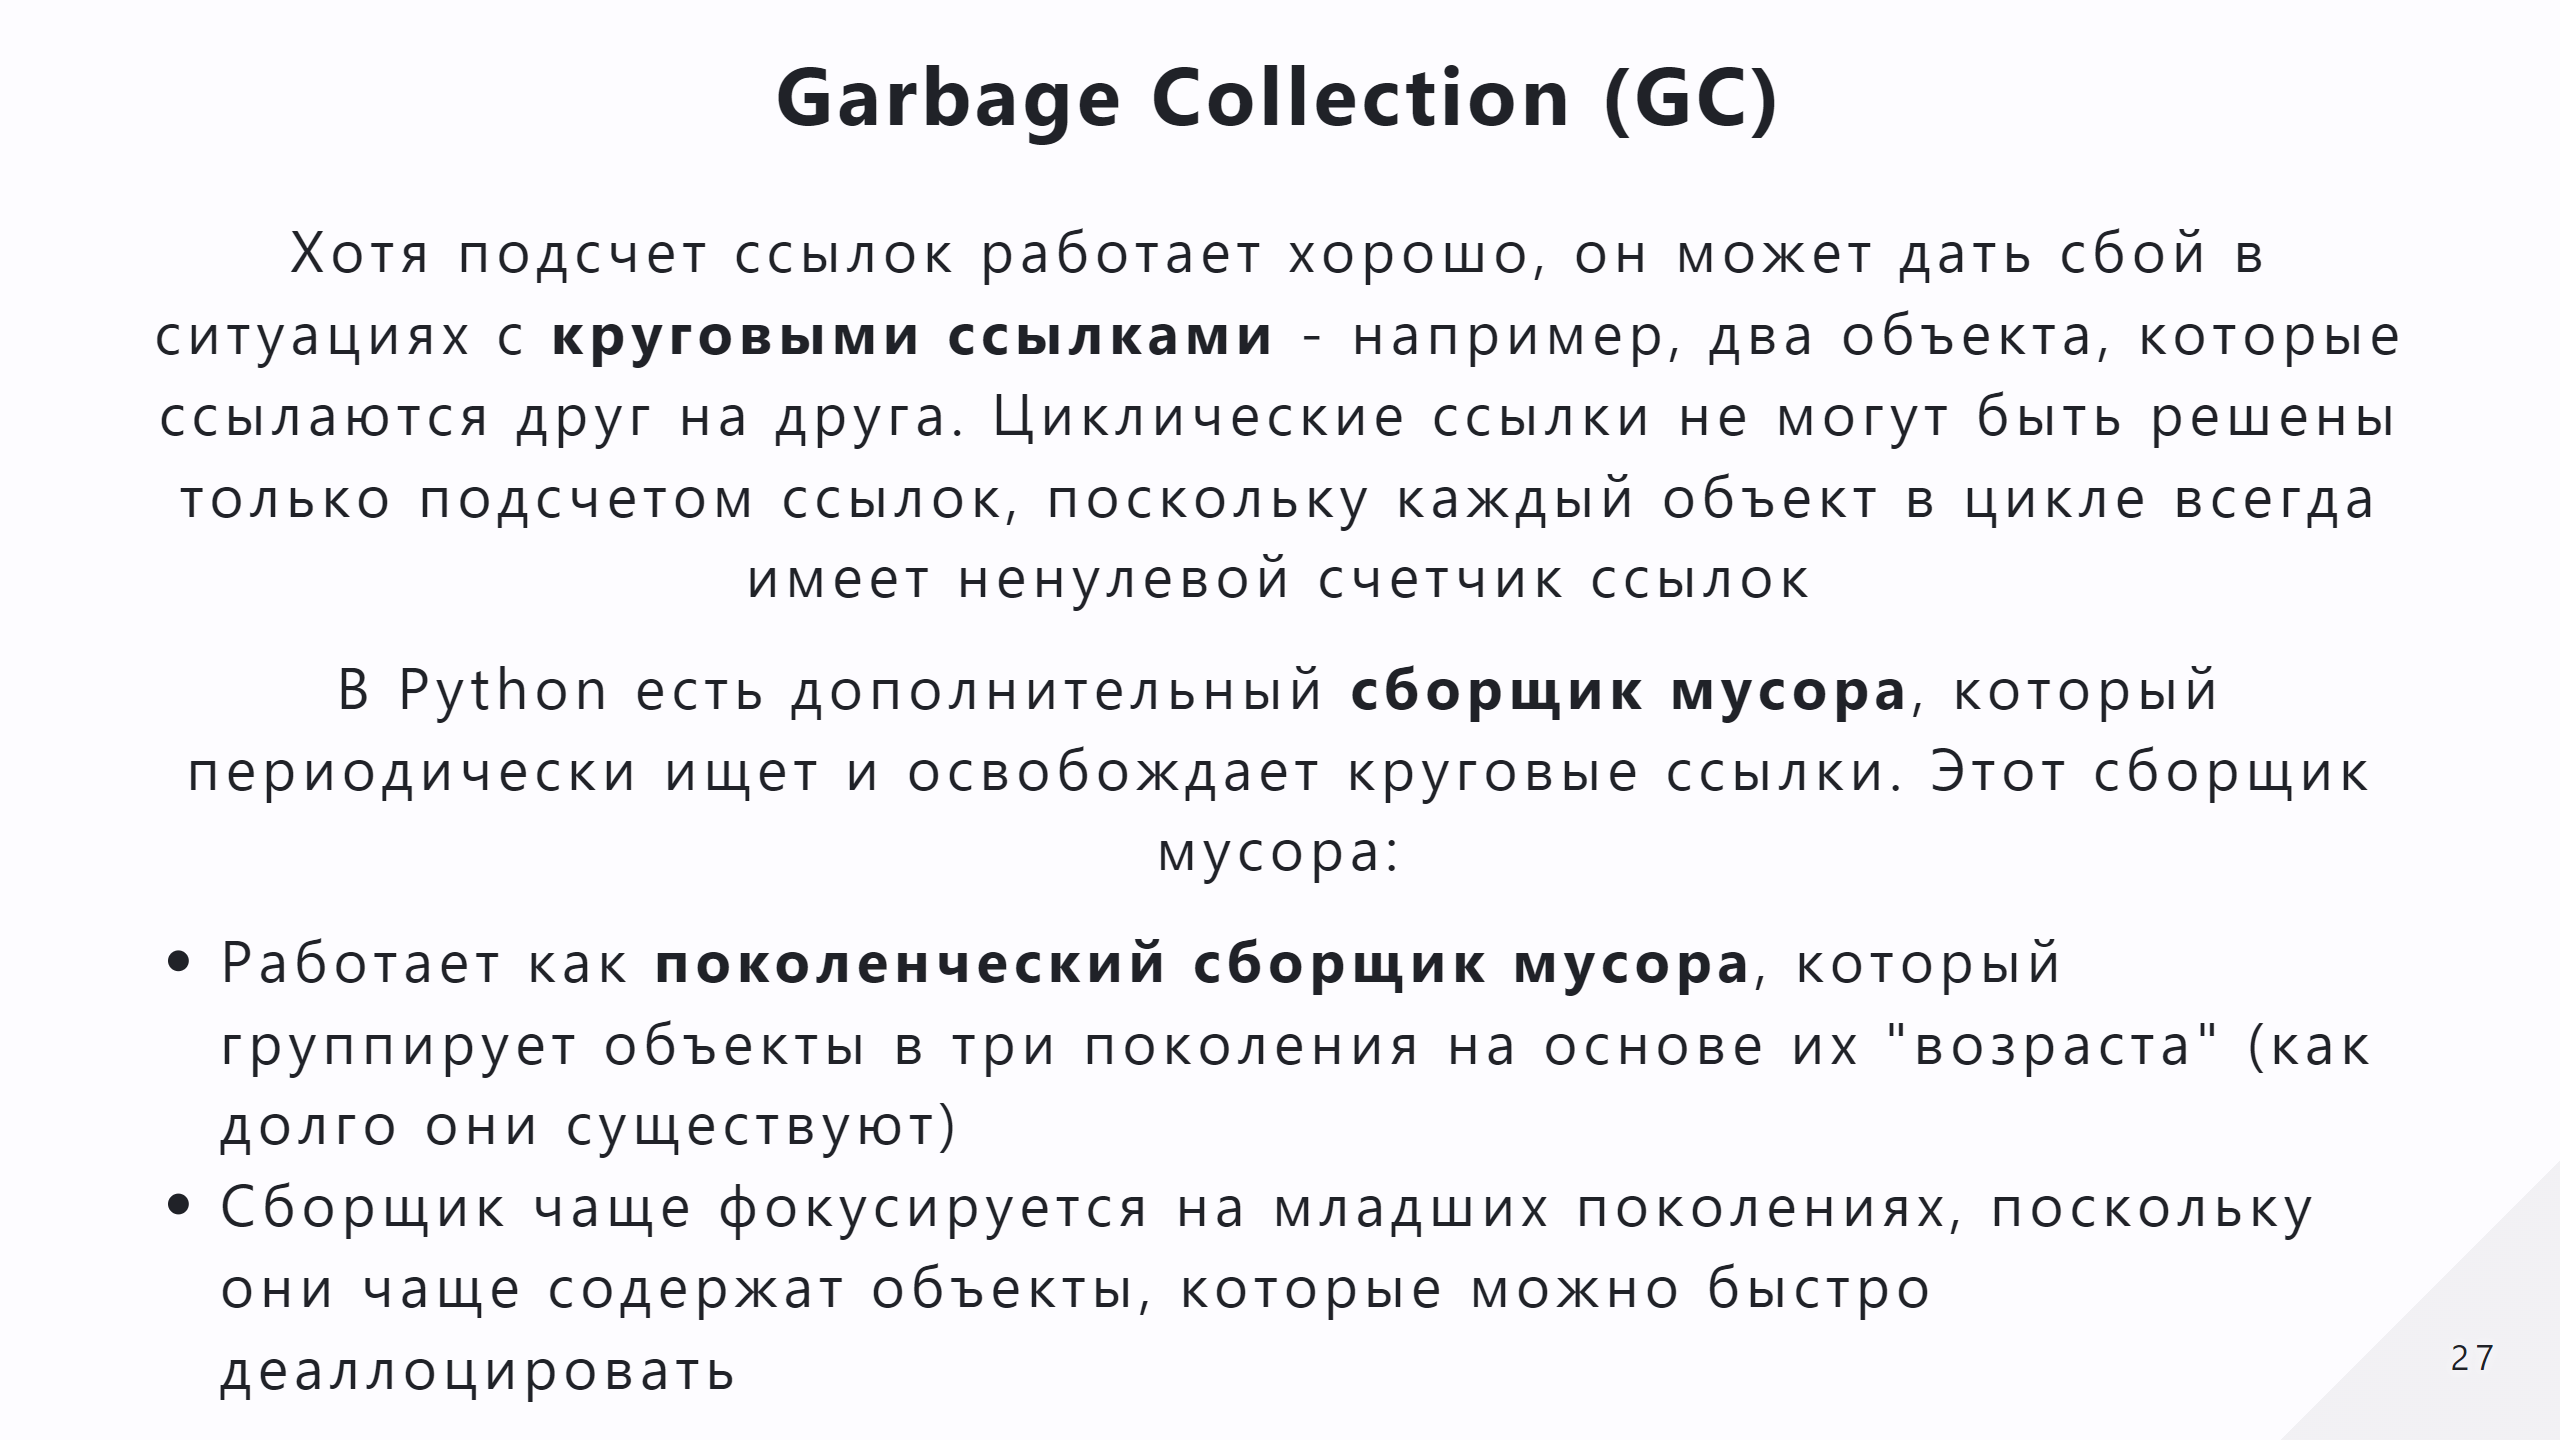 Garbage Collection (GC)
Хотя подсчет ссылок работает хорошо, он может дать сбой в
ситуациях с круговыми ссылками - например, два объекта, которые
ссылаются друг на друга. Циклические ссылки не могут быть решены
только подсчетом ссылок, поскольку каждый объект в цикле всегда
имеет ненулевой счетчик ссылок
В Python есть дополнительный сборщик мусора, который
периодически ищет и освобождает круговые ссылки. Этот сборщик
мусора:
• Работает как поколенческий сборщик мусора, который
группирует объекты в три поколения на основе их "возраста" (как
долго они существуют)
• Сборщик чаще фокусируется на младших поколениях, поскольку
они чаще содержат объекты, которые можно быстро
деаллоцировать
27